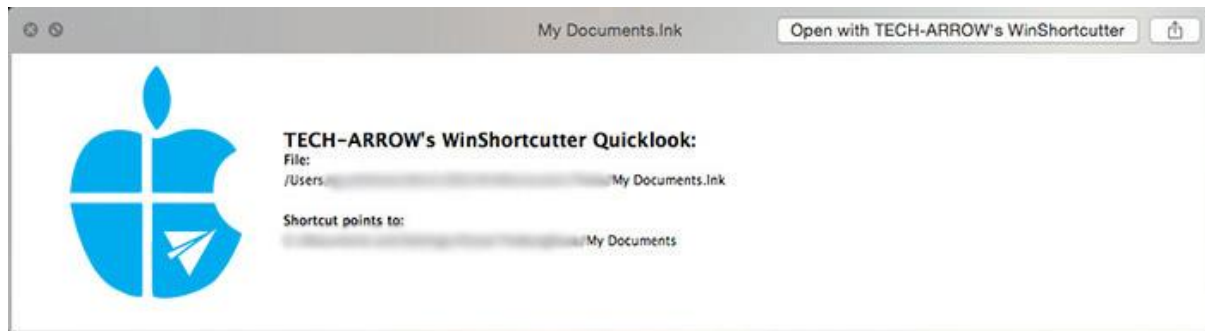 My Documents.lnk
Open with TECH-ARROW's WinShortcutter
TECH-ARROW's WinShortcutter Quicklook:
File:
/Users /My Documents.lnk
Shortcut points to:
/My Documents